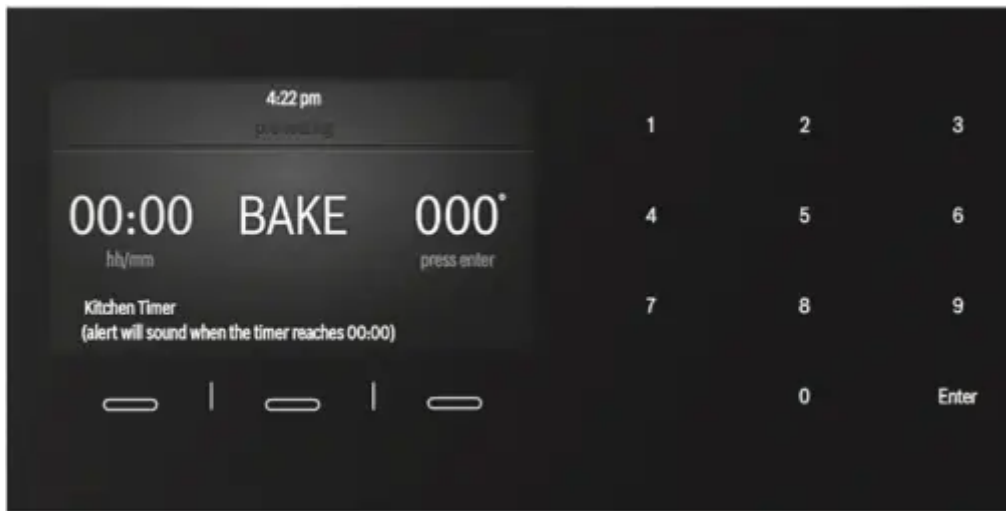 4:22 pm
preheating
00:00 BAKE 000°
hh/mm press enter
Kitchen Timer
(alert will sound when the timer reaches 00:00)
1 2 3
4 5 6
7 8 9
0 Enter